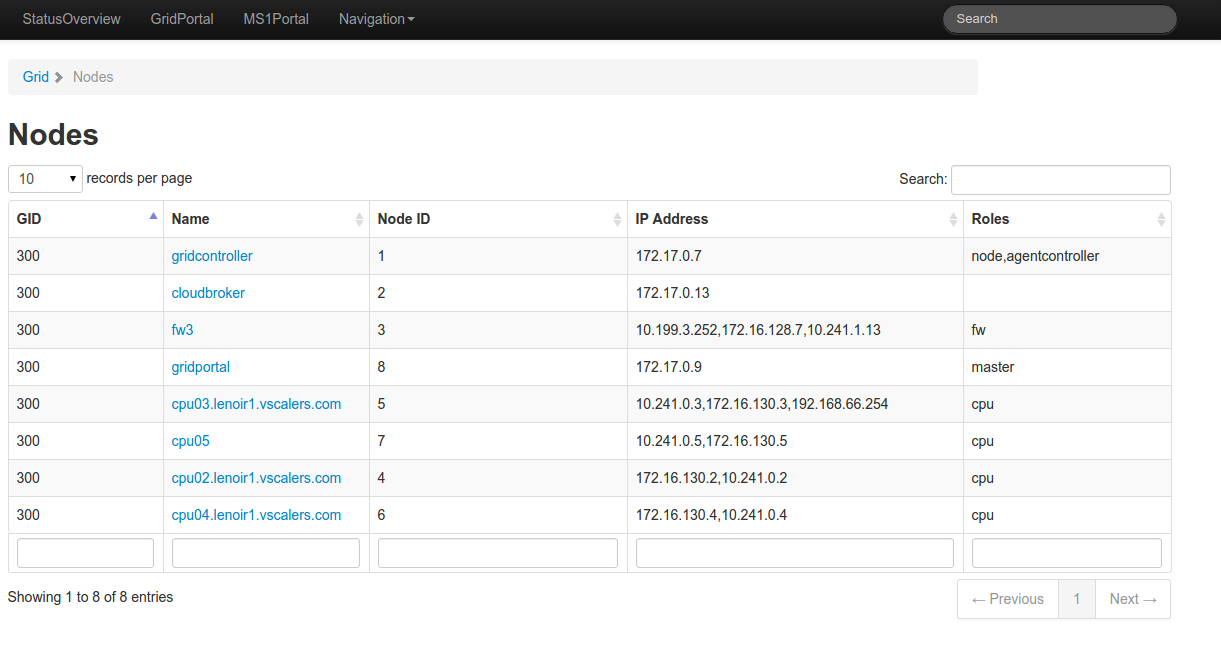 StatusOverview GridPortal MS1Portal Navigation Search
Grid Nodes
Nodes
10 records per page Search:
GID Name Node ID IP Address Roles
300 gridcontroller 1 172.17.0.7 node,agentcontroller
300 cloudbroker 2 172.17.0.13
300 fw3 3 10.199.3.252,172.16.128.7,10.241.1.13 fw
300 gridportal 8 172.17.0.9 master
300 cpu03.lenoir1.vscalers.com 5 10.241.0.3,172.16.130.3,192.168.66.254 cpu
300 cpu05 7 10.241.0.5,172.16.130.5 cpu
300 cpu02.lenoir1.vscalers.com 4 172.16.130.2,10.241.0.2 cpu
300 cpu04.lenoir1.vscalers.com 6 172.16.130.4,10.241.0.4 cpu
Showing 1 to 8 of 8 entries ← Previous 1 Next →